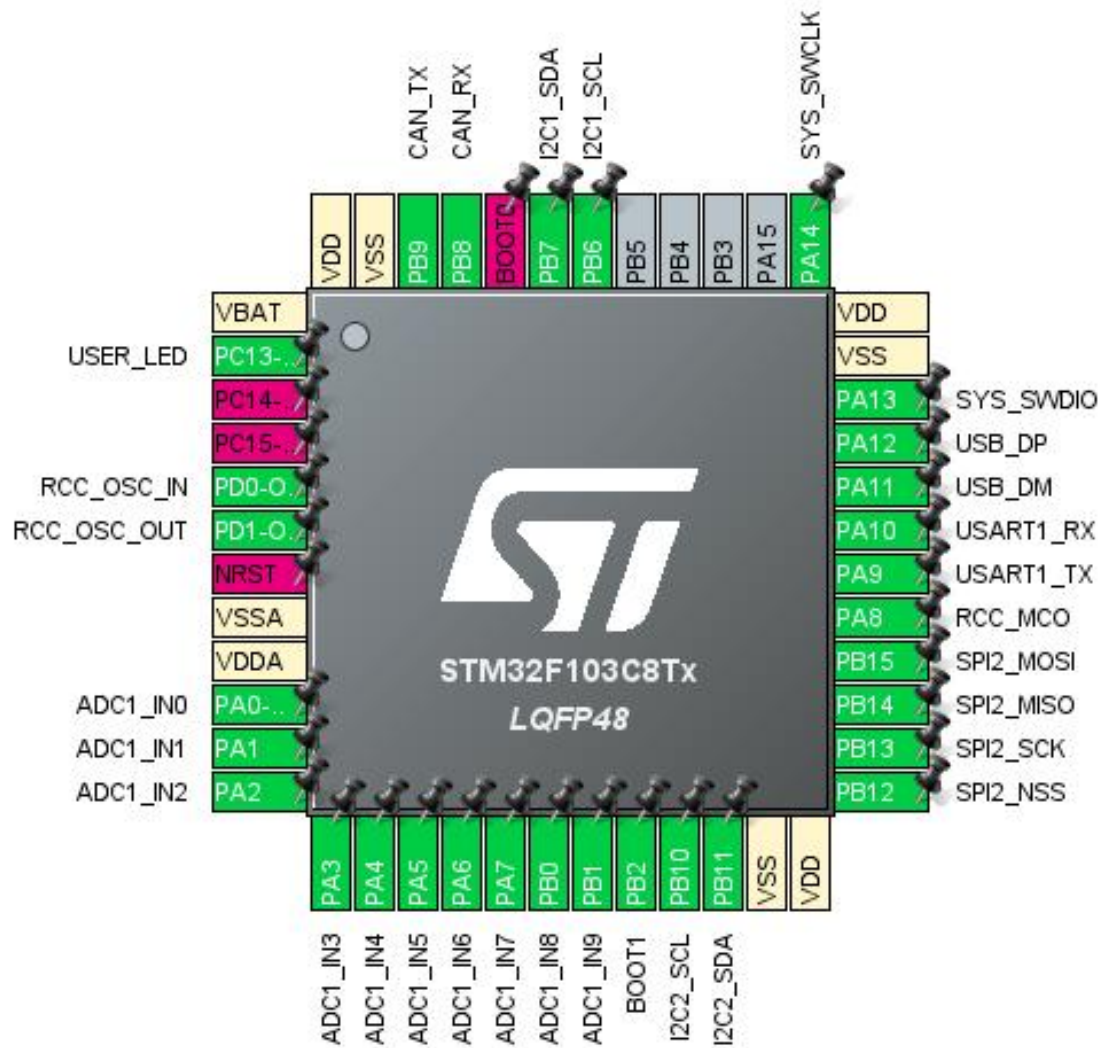 CAN_TX
CAN_RX
I2C1_SDA
I2C1_SCL
SYS_SWCLK
VDD
VSS
PB9
PB8
BOOT0
PB7
PB6
PB5
PB4
PB3
PA15
PA14
VBAT
USER_LED PC13-..
PC14-..
PC15-..
RCC_OSC_IN PD0-O..
RCC_OSC_OUT PD1-O..
NRST
VSSA
VDDA
ADC1_IN0 PA0-..
ADC1_IN1 PA1
ADC1_IN2 PA2
VDD
VSS
PA13 SYS_SWDIO
PA12 USB_DP
PA11 USB_DM
PA10 USART1_RX
PA9 USART1_TX
PA8 RCC_MCO
PB15 SPI2_MOSI
PB14 SPI2_MISO
PB13 SPI2_SCK
PB12 SPI2_NSS
ST
STM32F103C8Tx
LQFP48
PA3
PA4
PA5
PA6
PA7
PB0
PB1
PB2
PB10
PB11
VSS
VDD
ADC1_IN3
ADC1_IN4
ADC1_IN5
ADC1_IN6
ADC1_IN7
ADC1_IN8
ADC1_IN9
BOOT1
I2C2_SCL
I2C2_SDA